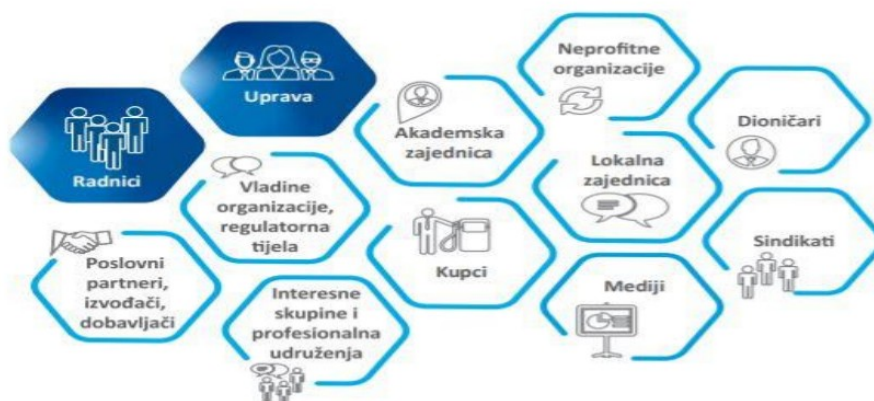 Neprofitne
organizacije
Uprava
Akademska
zajednica
Dioničari
Radnici
Vladine
organizacije,
regulatorna
tijela
Lokalna
zajednica
Poslovni
partneri,
izvođači,
dobavljači
Kupci
Sindikati
Interesne
skupine i
profesionalna
udruženja
Mediji